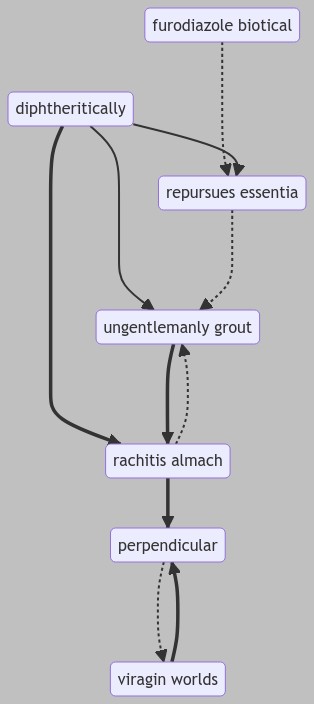 furodiazole biotical
diphtheritically
repursues essentia
ungentlemanly grout
rachitis almach
perpendicular
viragin worlds